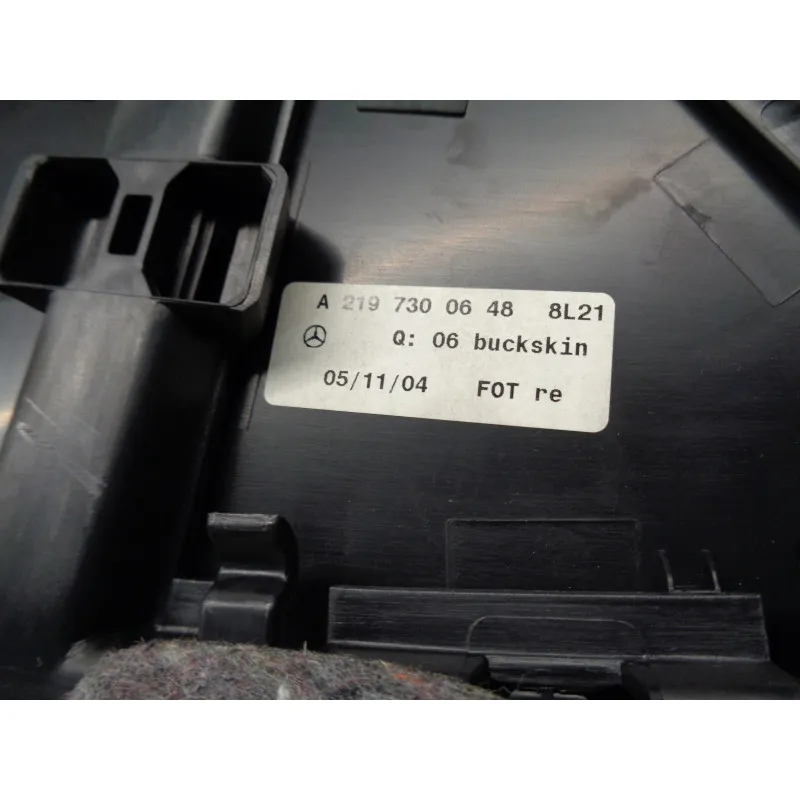 A 219 730 06 48 8L21
Q: 06 buckskin
05/11/04 FOT re